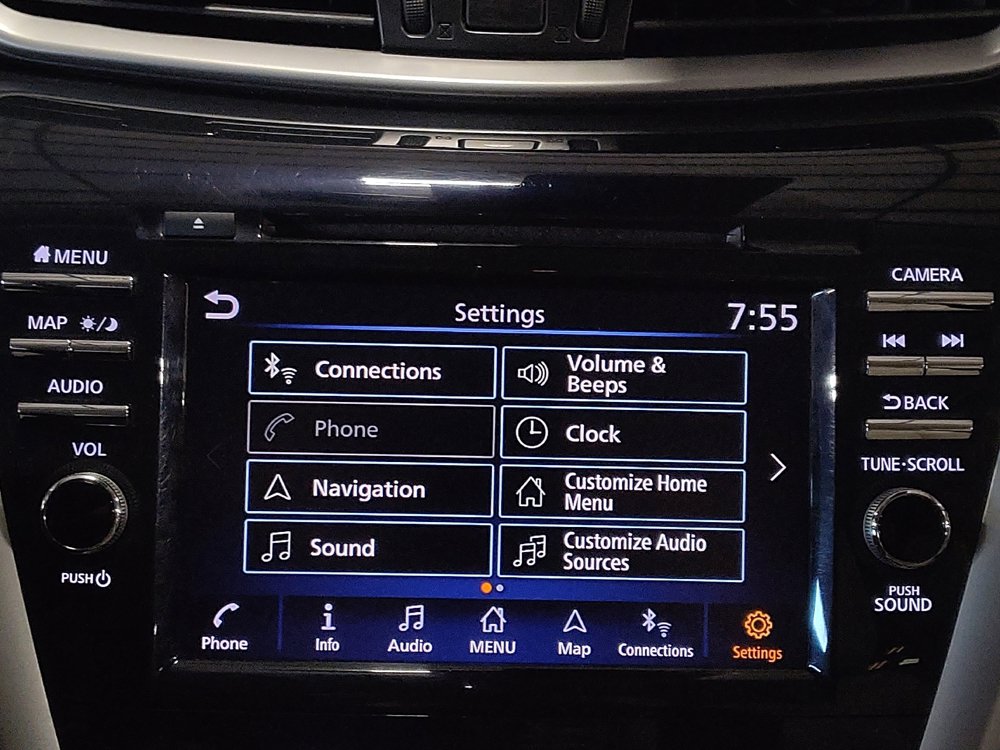 MENU
MAP
AUDIO
VOL
PUSH
Settings
7:55
Connections
Volume &
Beeps
Phone
Clock
Navigation
Customize Home
Menu
Sound
Customize Audio
Sources
Phone
Info
Audio
MENU
Map
Connections
Settings
CAMERA
BACK
TUNE·SCROLL
PUSH
SOUND